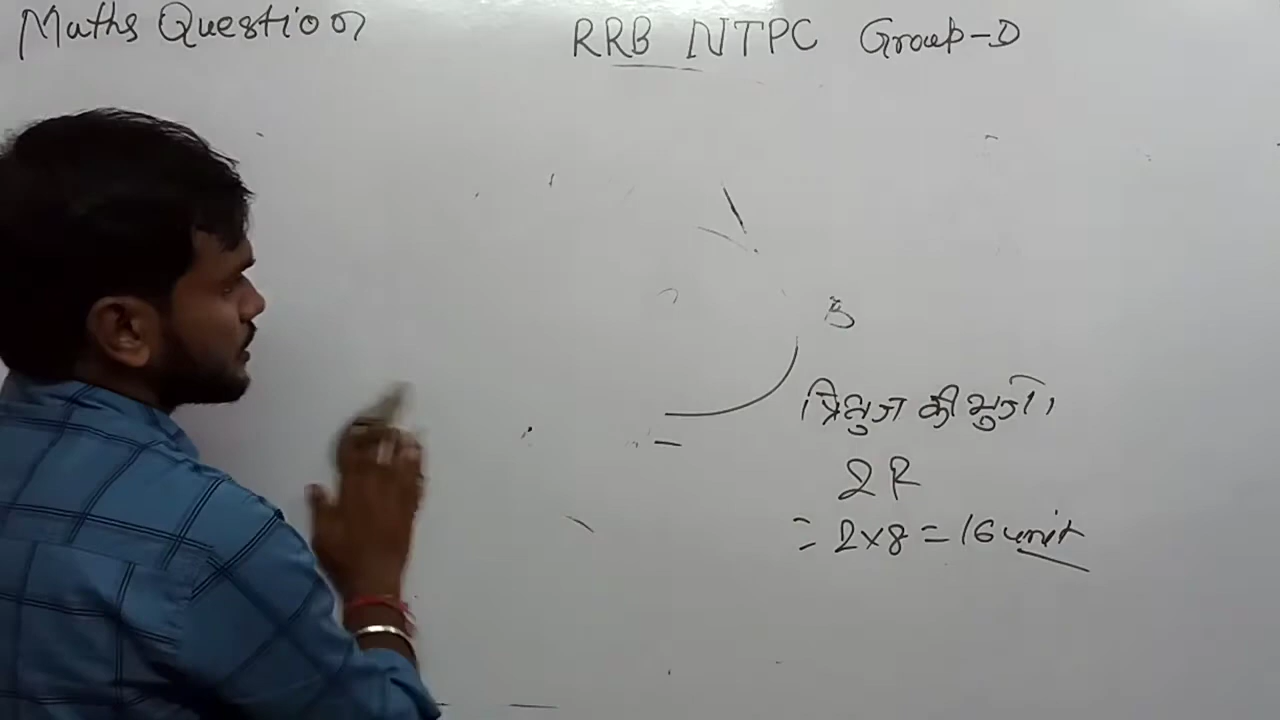 Maths Question
RRB NTPC Group-D
B
त्रिभुज की भुजा
2R
= 2×8 = 16 unit